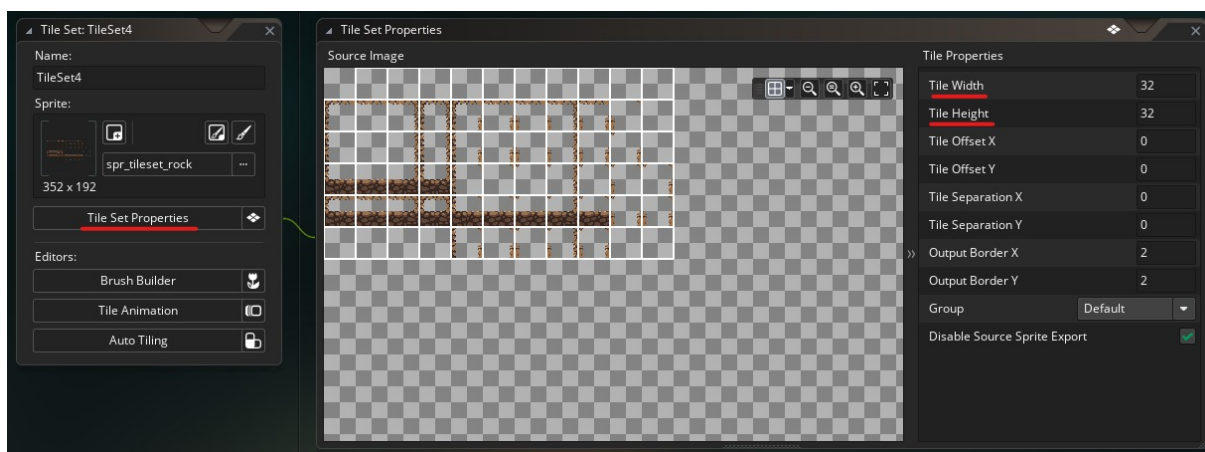 Tile Set: TileSet4
Name:
TileSet4
Sprite:
spr_tileset_rock
...
352 x 192
Tile Set Properties
Editors:
Brush Builder
Tile Animation
Auto Tiling
Tile Set Properties
Source Image
Tile Properties
Tile Width 32
Tile Height 32
Tile Offset X 0
Tile Offset Y 0
Tile Separation X 0
Tile Separation Y 0
Output Border X 2
Output Border Y 2
Group Default
Disable Source Sprite Export